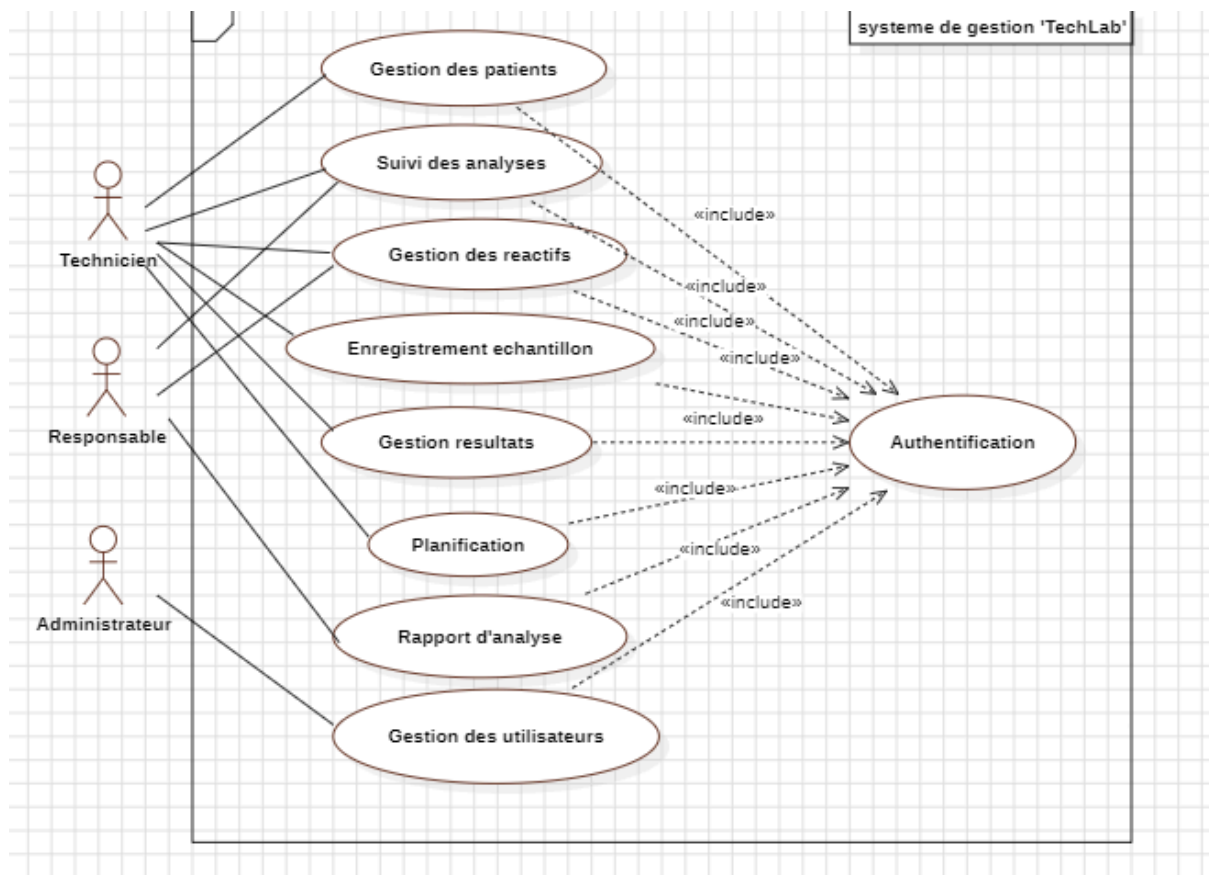 systeme de gestion 'TechLab'
Gestion des patients
Suivi des analyses
«include»
Technicien
Gestion des reactifs
«include»
«include»
Enregistrement echantillon
«include»
«include»
Responsable
Gestion resultats
Authentification
«include»
Planification
«include»
«include»
Administrateur
Rapport d'analyse
Gestion des utilisateurs